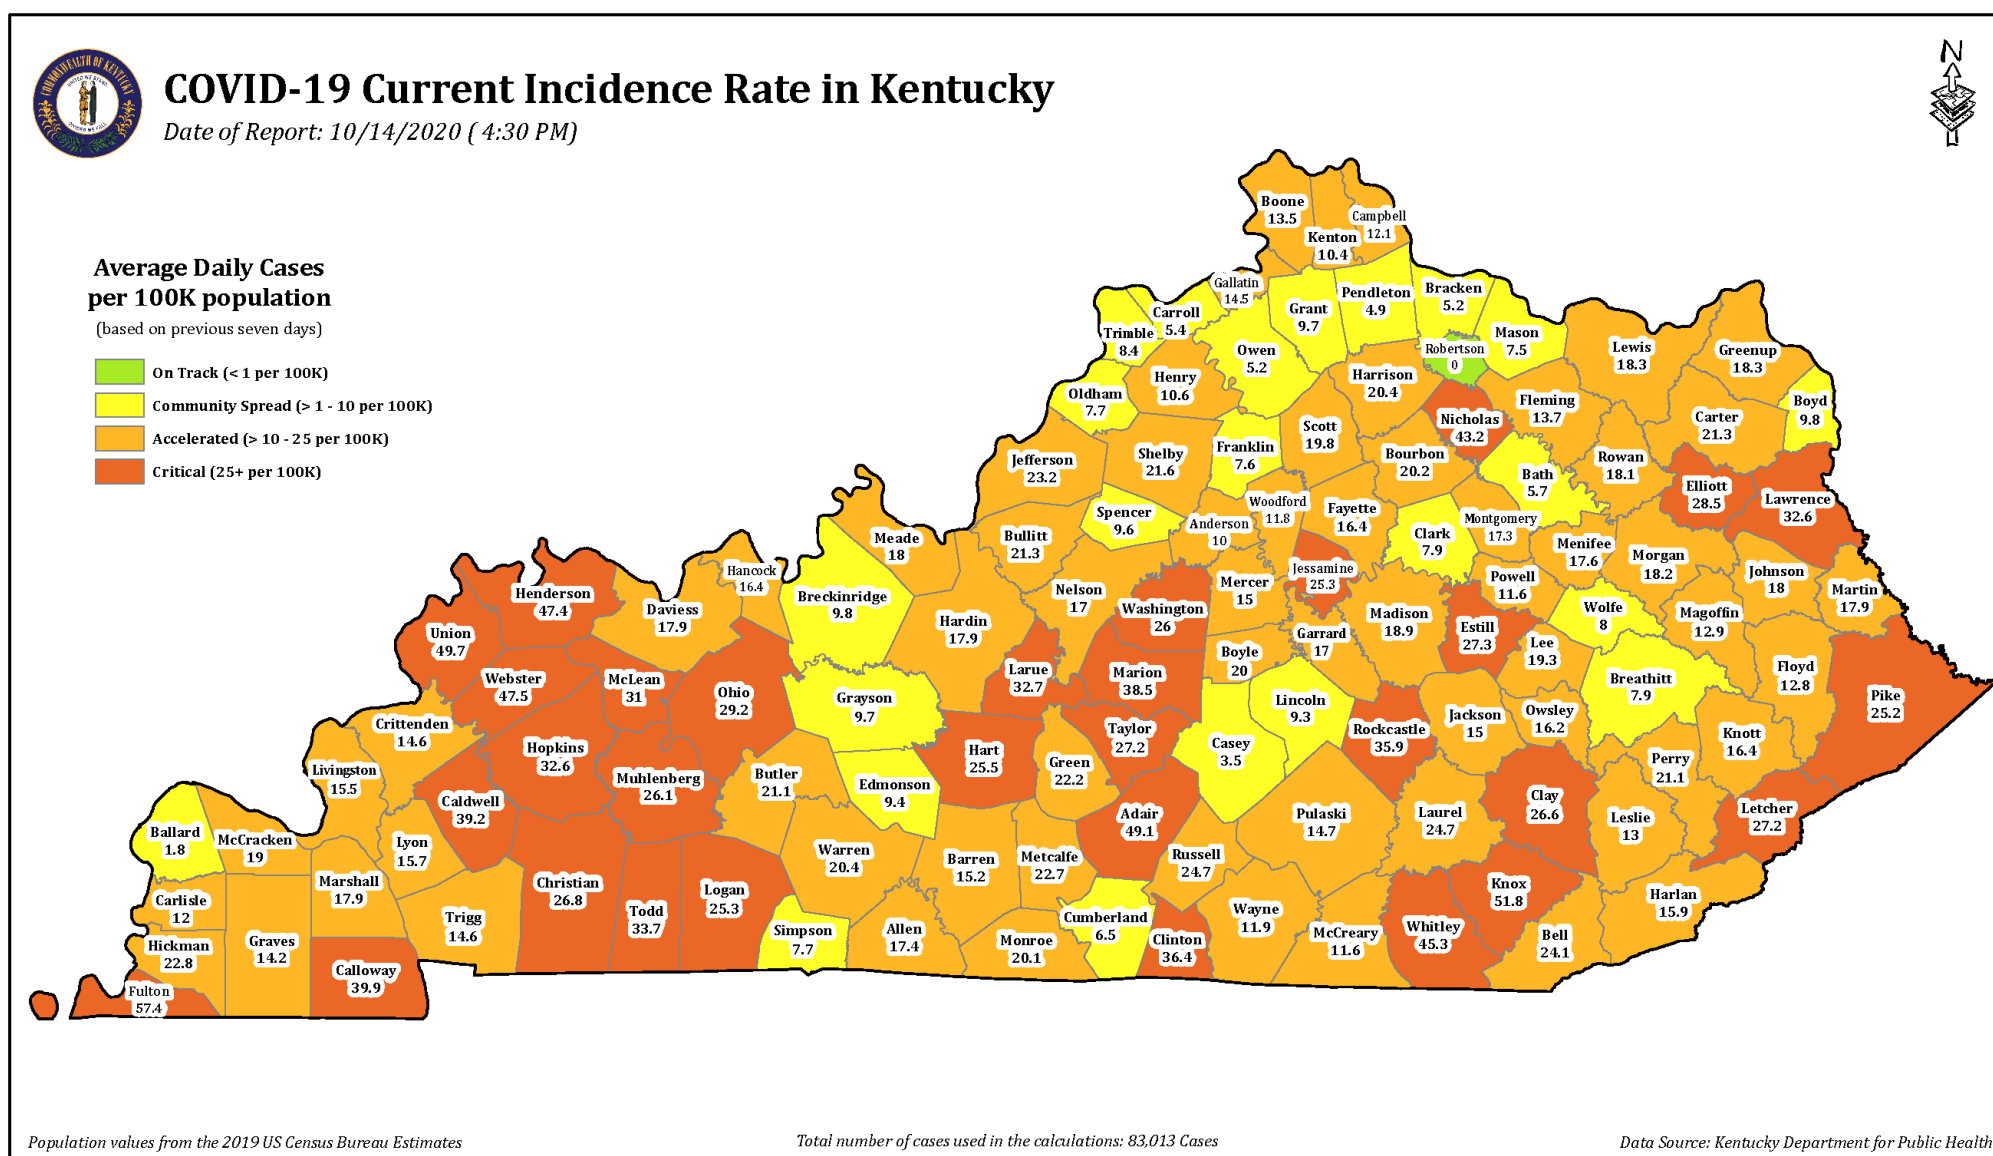 COVID-19 Current Incidence Rate in Kentucky
Date of Report: 10/14/2020 ( 4:30 PM)
COMMONWEALTH OF KENTUCKY
UNITED WE STAND
DIVIDED WE FALL
N
Average Daily Cases
per 100K population
(based on previous seven days)
On Track (< 1 per 100K)
Community Spread (> 1 - 10 per 100K)
Accelerated (> 10 - 25 per 100K)
Critical (25+ per 100K)
Boone
13.5
Kenton
10.4
Campbell
12.1
Gallatin
14.5
Grant
9.7
Pendleton
4.9
Bracken
5.2
Mason
7.5
Robertson
0
Carroll
5.4
Trimble
8.4
Owen
5.2
Henry
10.6
Oldham
7.7
Harrison
20.4
Lewis
18.3
Greenup
18.3
Boyd
9.8
Carter
21.3
Fleming
13.7
Nicholas
43.2
Scott
19.8
Franklin
7.6
Shelby
21.6
Jefferson
23.2
Bourbon
20.2
Bath
5.7
Rowan
18.1
Elliott
28.5
Lawrence
32.6
Spencer
9.6
Anderson
10
Woodford
11.8
Fayette
16.4
Clark
7.9
Montgomery
17.3
Menifee
17.6
Morgan
18.2
Johnson
18
Martin
17.9
Meade
18
Bullitt
21.3
Nelson
17
Washington
26
Mercer
15
Jessamine
25.3
Madison
18.9
Powell
11.6
Estill
27.3
Wolfe
8
Magoffin
12.9
Floyd
12.8
Pike
25.2
Hancock
16.4
Breckinridge
9.8
Hardin
17.9
Larue
32.7
Marion
38.5
Boyle
20
Garrard
17
Lee
19.3
Breathitt
7.9
Henderson
47.4
Daviess
17.9
Union
49.7
Webster
47.5
McLean
31
Ohio
29.2
Grayson
9.7
Hart
25.5
Green
22.2
Taylor
27.2
Casey
3.5
Lincoln
9.3
Rockcastle
35.9
Jackson
15
Owsley
16.2
Perry
21.1
Knott
16.4
Letcher
27.2
Crittenden
14.6
Livingston
15.5
Hopkins
32.6
Muhlenberg
26.1
Butler
21.1
Edmonson
9.4
Caldwell
39.2
Adair
49.1
Pulaski
14.7
Laurel
24.7
Clay
26.6
Leslie
13
Ballard
1.8
McCracken
19
Lyon
15.7
Warren
20.4
Barren
15.2
Metcalfe
22.7
Russell
24.7
Knox
51.8
Harlan
15.9
Carlisle
12
Marshall
17.9
Christian
26.8
Todd
33.7
Logan
25.3
Simpson
7.7
Allen
17.4
Monroe
20.1
Cumberland
6.5
Clinton
36.4
Wayne
11.9
McCreary
11.6
Whitley
45.3
Bell
24.1
Trigg
14.6
Hickman
22.8
Graves
14.2
Calloway
39.9
Fulton
57.4
Population values from the 2019 US Census Bureau Estimates
Total number of cases used in the calculations: 83,013 Cases
Data Source: Kentucky Department for Public Health